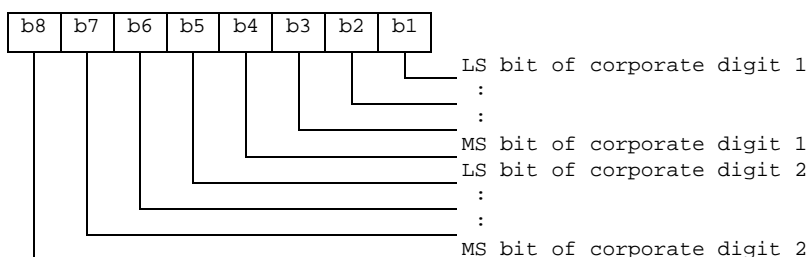 b8 b7 b6 b5 b4 b3 b2 b1
LS bit of corporate digit 1
:
:
MS bit of corporate digit 1
LS bit of corporate digit 2
:
:
MS bit of corporate digit 2